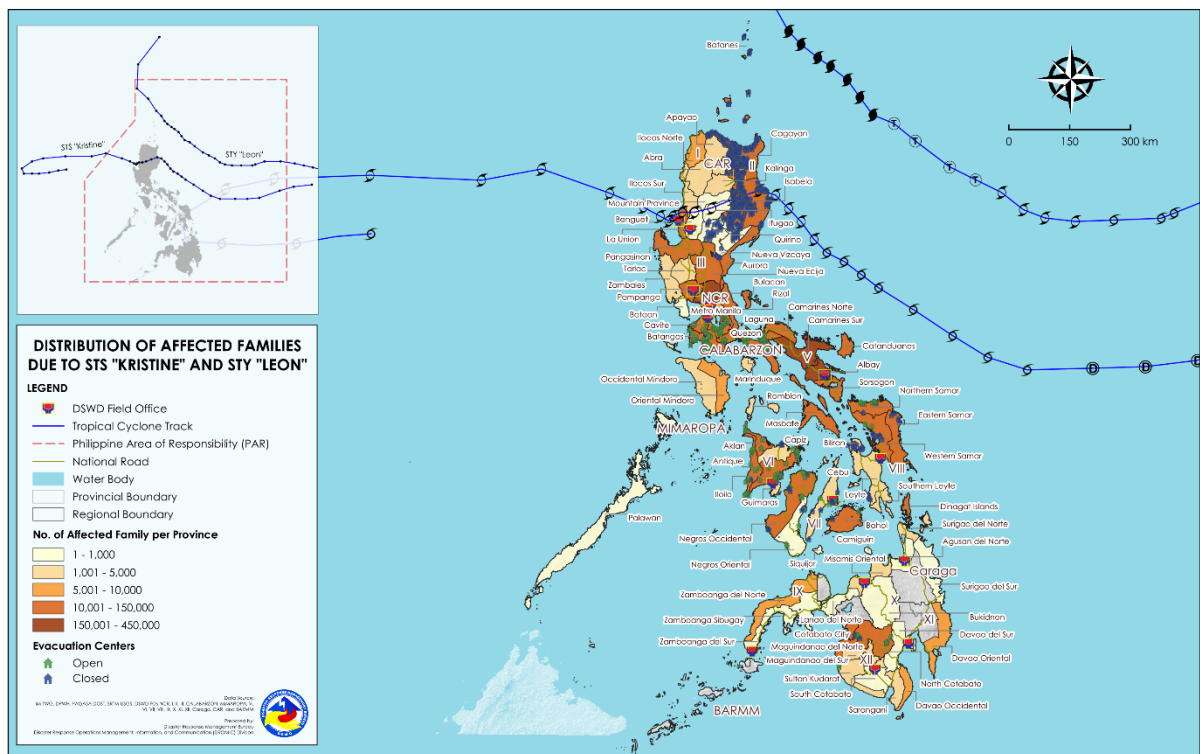 STS "Kristine"
STY "Leon"
DISTRIBUTION OF AFFECTED FAMILIES
DUE TO STS "KRISTINE" AND STY "LEON"
LEGEND
DSWD Field Office
Tropical Cyclone Track
Philippine Area of Responsibility (PAR)
National Road
Water Body
Provincial Boundary
Regional Boundary
No. of Affected Family per Province
1 - 1,000
1,001 - 5,000
5,001 - 10,000
10,001 - 150,000
150,001 - 450,000
Evacuation Centers
Open
Closed
Data Source:
Prepared by:
Disaster Response Management Bureau
0 150 300 km
Batanes
Apayao
Ilocos Norte
Cagayan
I
CAR
II
Abra
Kalinga
Isabela
Ilocos Sur
Mountain Province
Benguet
Ifugao
La Union
Quirino
Pangasinan
Nueva Vizcaya
Tarlac
III
Aurora
Nueva Ecija
Zambales
Bulacan
Pampanga
NCR
Rizal
Bataan
Metro Manila
Camarines Norte
Cavite
Laguna
Camarines Sur
Batangas
Quezon
CALABARZON
V
Catanduanes
Albay
Occidental Mindoro
Marinduque
Sorsogon
Romblon
Northern Samar
Oriental Mindoro
Masbate
Eastern Samar
MIMAROPA
Aklan
Capiz
Biliran
Antique
VI
Cebu
VIII
Western Samar
Iloilo
Leyte
Southern Leyte
Guimaras
Dinagat Islands
Palawan
VII
Bohol
Surigao del Norte
Negros Occidental
Camiguin
Agusan del Norte
Negros Oriental
Siquijor
Misamis Oriental
Caraga
Surigao del Sur
Zamboanga del Norte
IX
X
Bukidnon
Zamboanga Sibugay
Lanao del Norte
XI
Cotabato City
Davao del Sur
Zamboanga del Sur
Maguindanao del Norte
Maguindanao del Sur
XII
Davao Oriental
Sultan Kudarat
North Cotabato
South Cotabato
Davao Occidental
Sarangani
BARMM
T
T
T
T
D
D
D